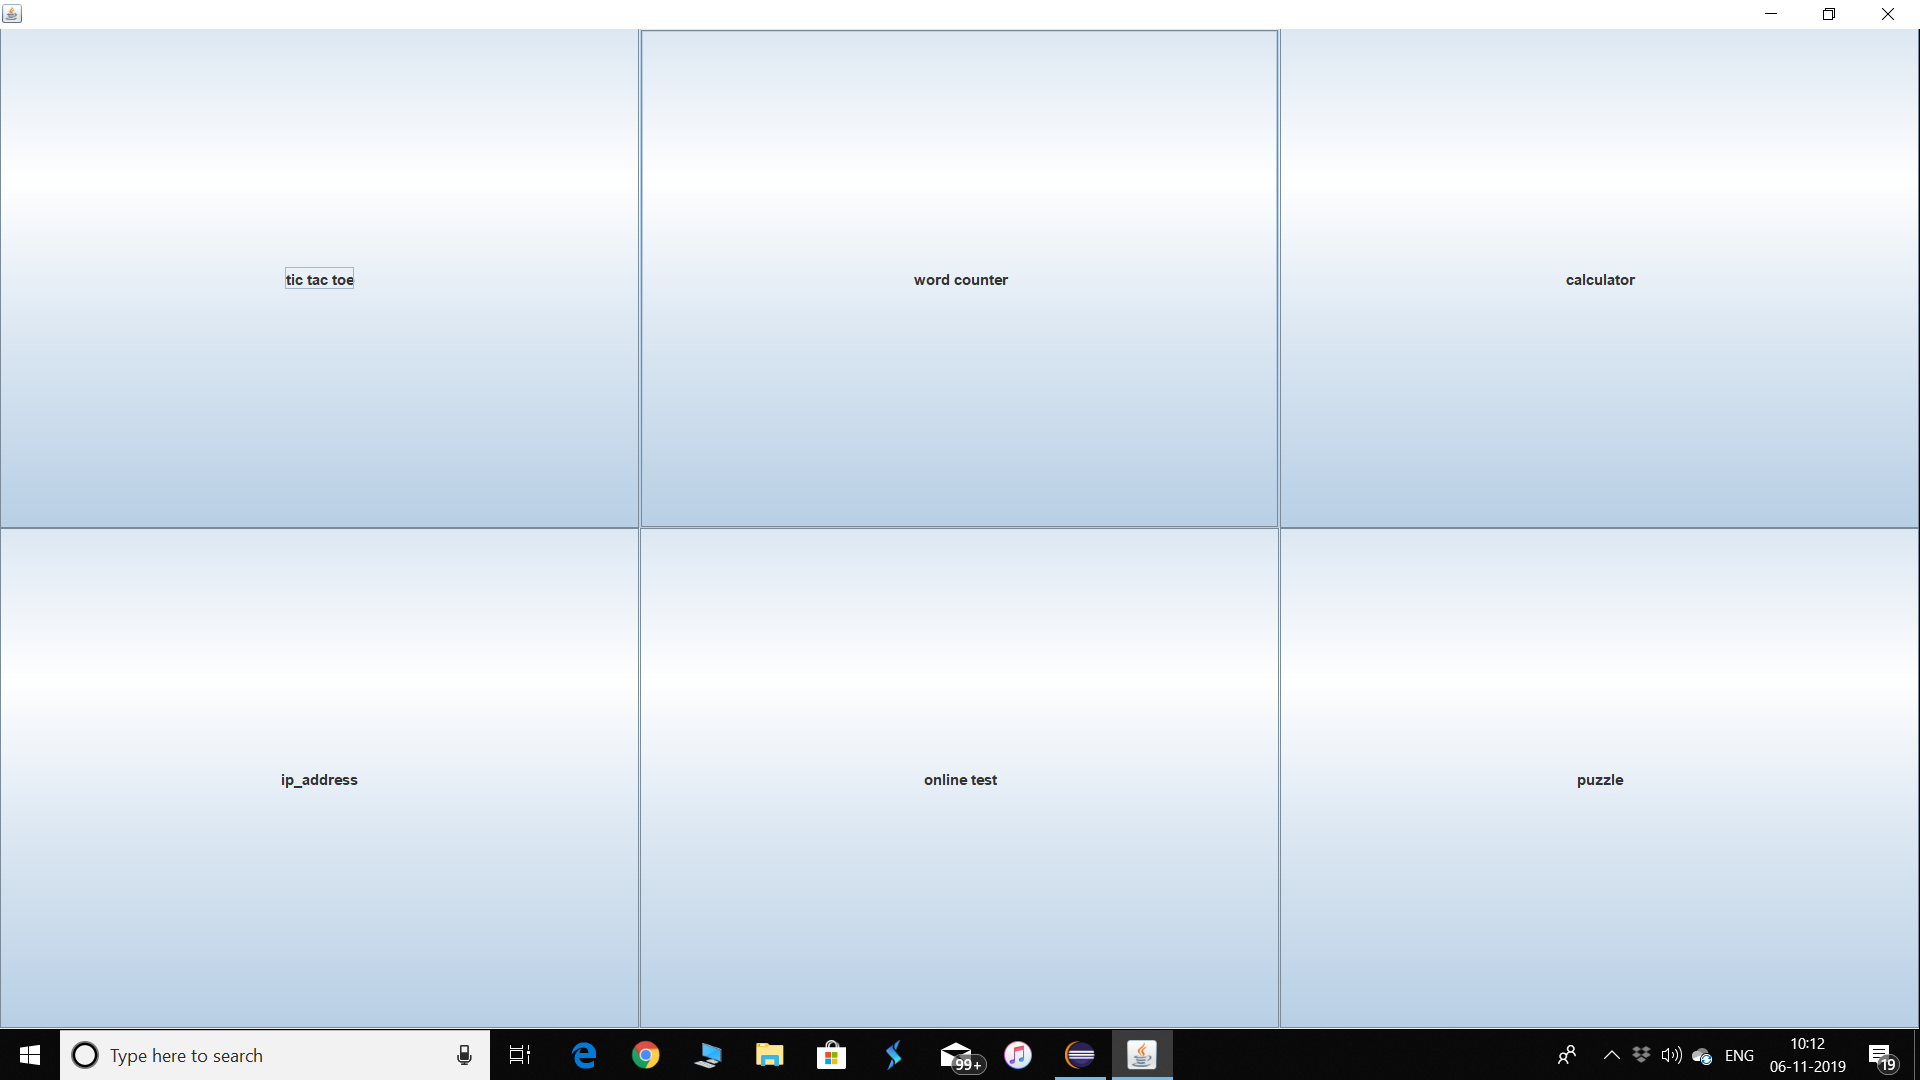 tic tac toe
word counter
calculator
ip_address
online test
puzzle
Type here to search
99+
ENG
10:12
06-11-2019
19